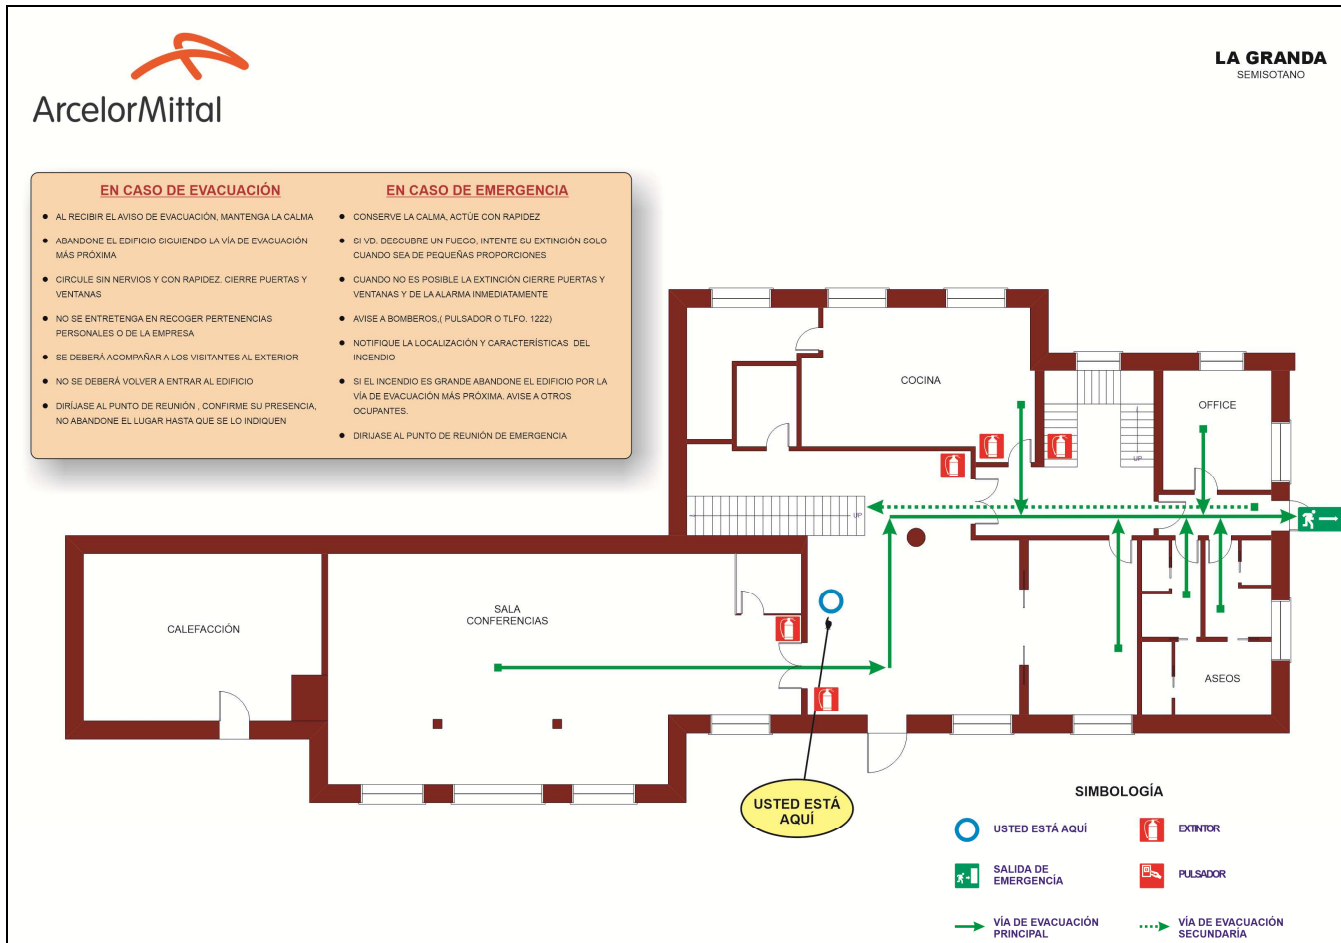 ArcelorMittal
LA GRANDA
SEMISOTANO
EN CASO DE EVACUACIÓN
● AL RECIBIR EL AVISO DE EVACUACIÓN, MANTENGA LA CALMA
● ABANDONE EL EDIFICIO SIGUIENDO LA VÍA DE EVACUACIÓN
MÁS PRÓXIMA
● CIRCULE SIN NERVIOS Y CON RAPIDEZ. CIERRE PUERTAS Y
VENTANAS
● NO SE ENTRETENGA EN RECOGER PERTENENCIAS
PERSONALES O DE LA EMPRESA
● SE DEBERÁ ACOMPAÑAR A LOS VISITANTES AL EXTERIOR
● NO SE DEBERÁ VOLVER A ENTRAR AL EDIFICIO
● DIRÍJASE AL PUNTO DE REUNIÓN , CONFIRME SU PRESENCIA,
NO ABANDONE EL LUGAR HASTA QUE SE LO INDIQUEN
EN CASO DE EMERGENCIA
● CONSERVE LA CALMA, ACTÚE CON RAPIDEZ
● SI VD. DESCUBRE UN FUEGO, INTENTE SU EXTINCIÓN SOLO
CUANDO SEA DE PEQUEÑAS PROPORCIONES
● CUANDO NO ES POSIBLE LA EXTINCIÓN CIERRE PUERTAS Y
VENTANAS Y DE LA ALARMA INMEDIATAMENTE
● AVISE A BOMBEROS,( PULSADOR O TLFO. 1222)
● NOTIFIQUE LA LOCALIZACIÓN Y CARACTERÍSTICAS DEL
INCENDIO
● SI EL INCENDIO ES GRANDE ABANDONE EL EDIFICIO POR LA
VÍA DE EVACUACIÓN MÁS PRÓXIMA. AVISE A OTROS
OCUPANTES.
● DIRIJASE AL PUNTO DE REUNIÓN DE EMERGENCIA
COCINA
OFFICE
UP
UP
SALA
CONFERENCIAS
CALEFACCIÓN
ASEOS
USTED ESTÁ
AQUÍ
SIMBOLOGÍA
USTED ESTÁ AQUÍ
EXTINTOR
SALIDA DE
EMERGENCÍA
PULSADOR
VÍA DE EVACUACIÓN
PRINCIPAL
VÍA DE EVACUACIÓN
SECUNDARÍA